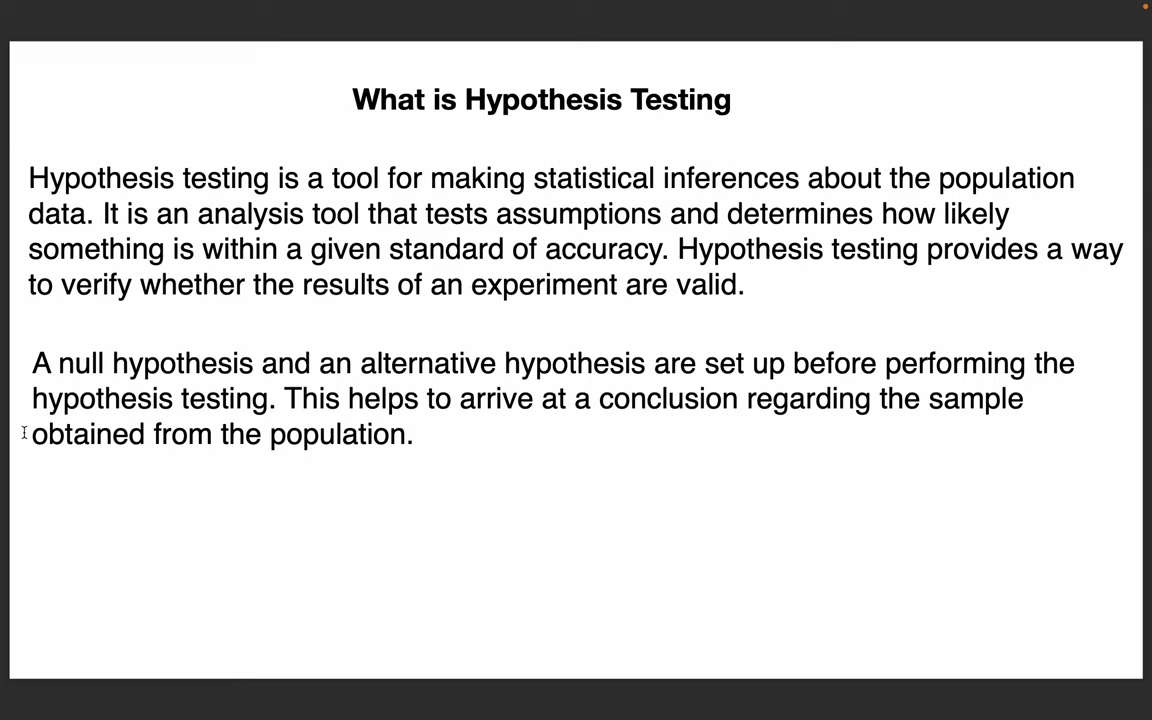 What is Hypothesis Testing
Hypothesis testing is a tool for making statistical inferences about the population
data. It is an analysis tool that tests assumptions and determines how likely
something is within a given standard of accuracy. Hypothesis testing provides a way
to verify whether the results of an experiment are valid.
A null hypothesis and an alternative hypothesis are set up before performing the
hypothesis testing. This helps to arrive at a conclusion regarding the sample
obtained from the population.